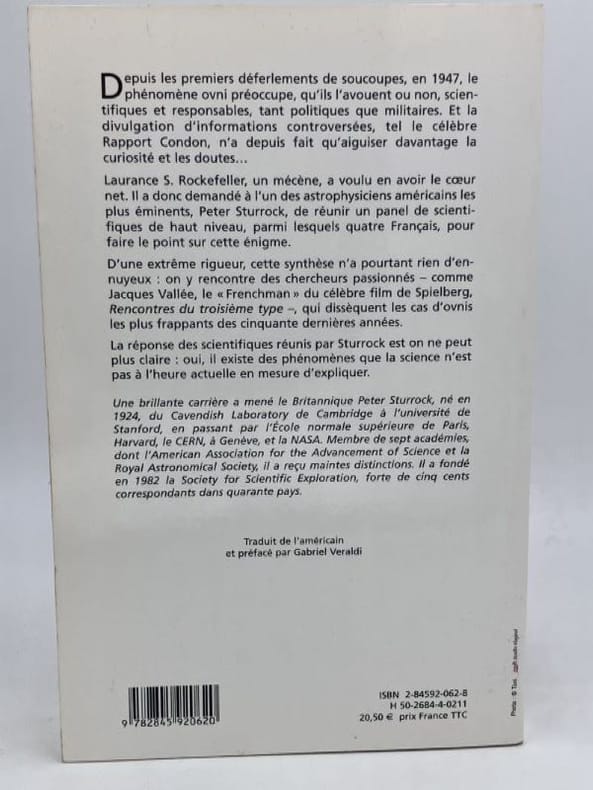 Depuis les premiers déferlements de soucoupes, en 1947, le
phénomène ovni préoccupe, qu'ils l'avouent ou non, scien-
tifiques et responsables, tant politiques que militaires. Et la
divulgation d'informations controversées, tel le célèbre
Rapport Condon, n'a depuis fait qu'aiguiser davantage la
curiosité et les doutes...
Laurance S. Rockefeller, un mécène, a voulu en avoir le cœur
net. Il a donc demandé à l'un des astrophysiciens américains les
plus éminents, Peter Sturrock, de réunir un panel de scienti-
fiques de haut niveau, parmi lesquels quatre Français, pour
faire le point sur cette énigme.
D'une extrême rigueur, cette synthèse n'a pourtant rien d'en-
nuyeux : on y rencontre des chercheurs passionnés – comme
Jacques Vallée, le « Frenchman » du célèbre film de Spielberg,
Rencontres du troisième type –, qui dissèquent les cas d'ovnis
les plus frappants des cinquante dernières années.
La réponse des scientifiques réunis par Sturrock est on ne peut
plus claire : oui, il existe des phénomènes que la science n'est
pas à l'heure actuelle en mesure d'expliquer.
Une brillante carrière a mené le Britannique Peter Sturrock, né en
1924, du Cavendish Laboratory de Cambridge à l'université de
Stanford, en passant par l'École normale supérieure de Paris,
Harvard, le CERN, à Genève, et la NASA. Membre de sept académies,
dont l'American Association for the Advancement of Science et la
Royal Astronomical Society, il a reçu maintes distinctions. Il a fondé
en 1982 la Society for Scientific Exploration, forte de cinq cents
correspondants dans quarante pays.
Traduit de l'américain
et préfacé par Gabriel Veraldi
ISBN 2-84592-062-8
H 50-2684-4-0211
20,50 € prix France TTC
9 782845 920620
Photo : ©